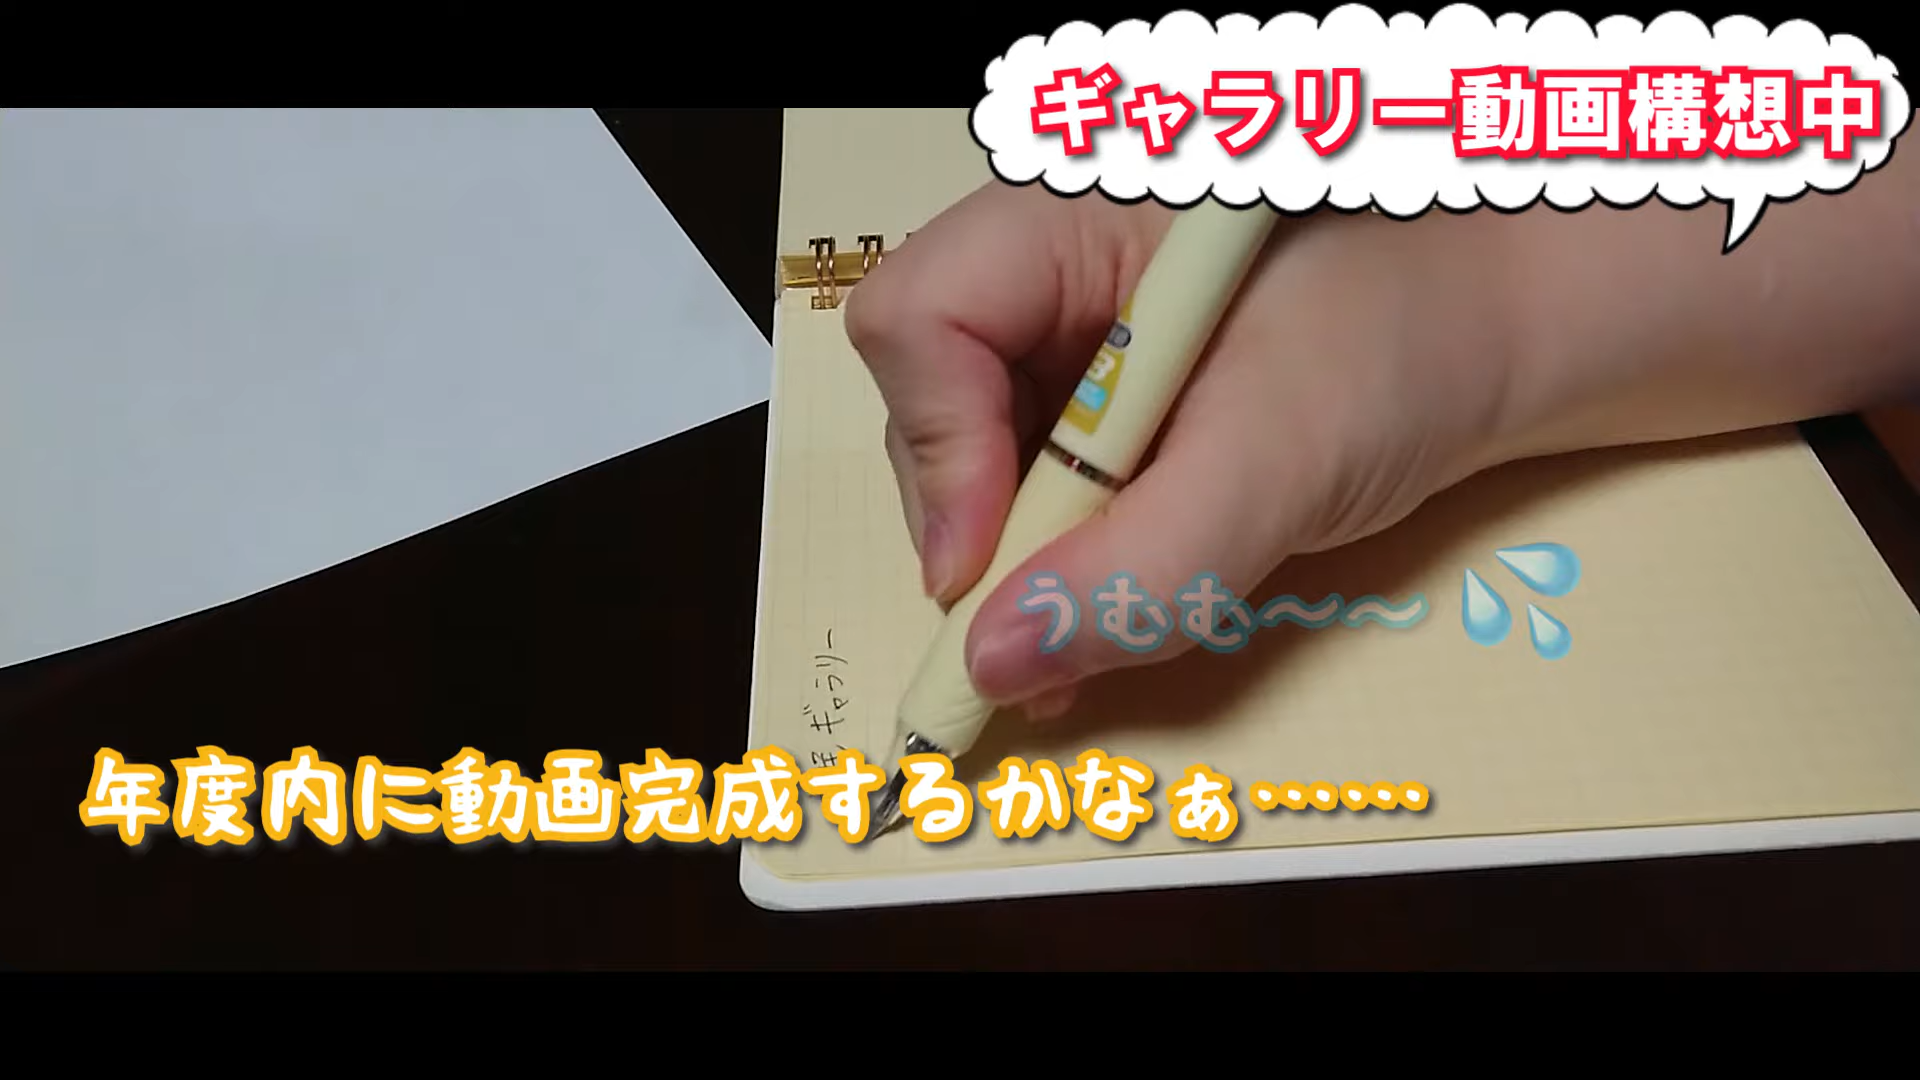 ギャラリー動画構想中
うむむ〜〜
ギャラリー
年度内に動画完成するかなぁ……